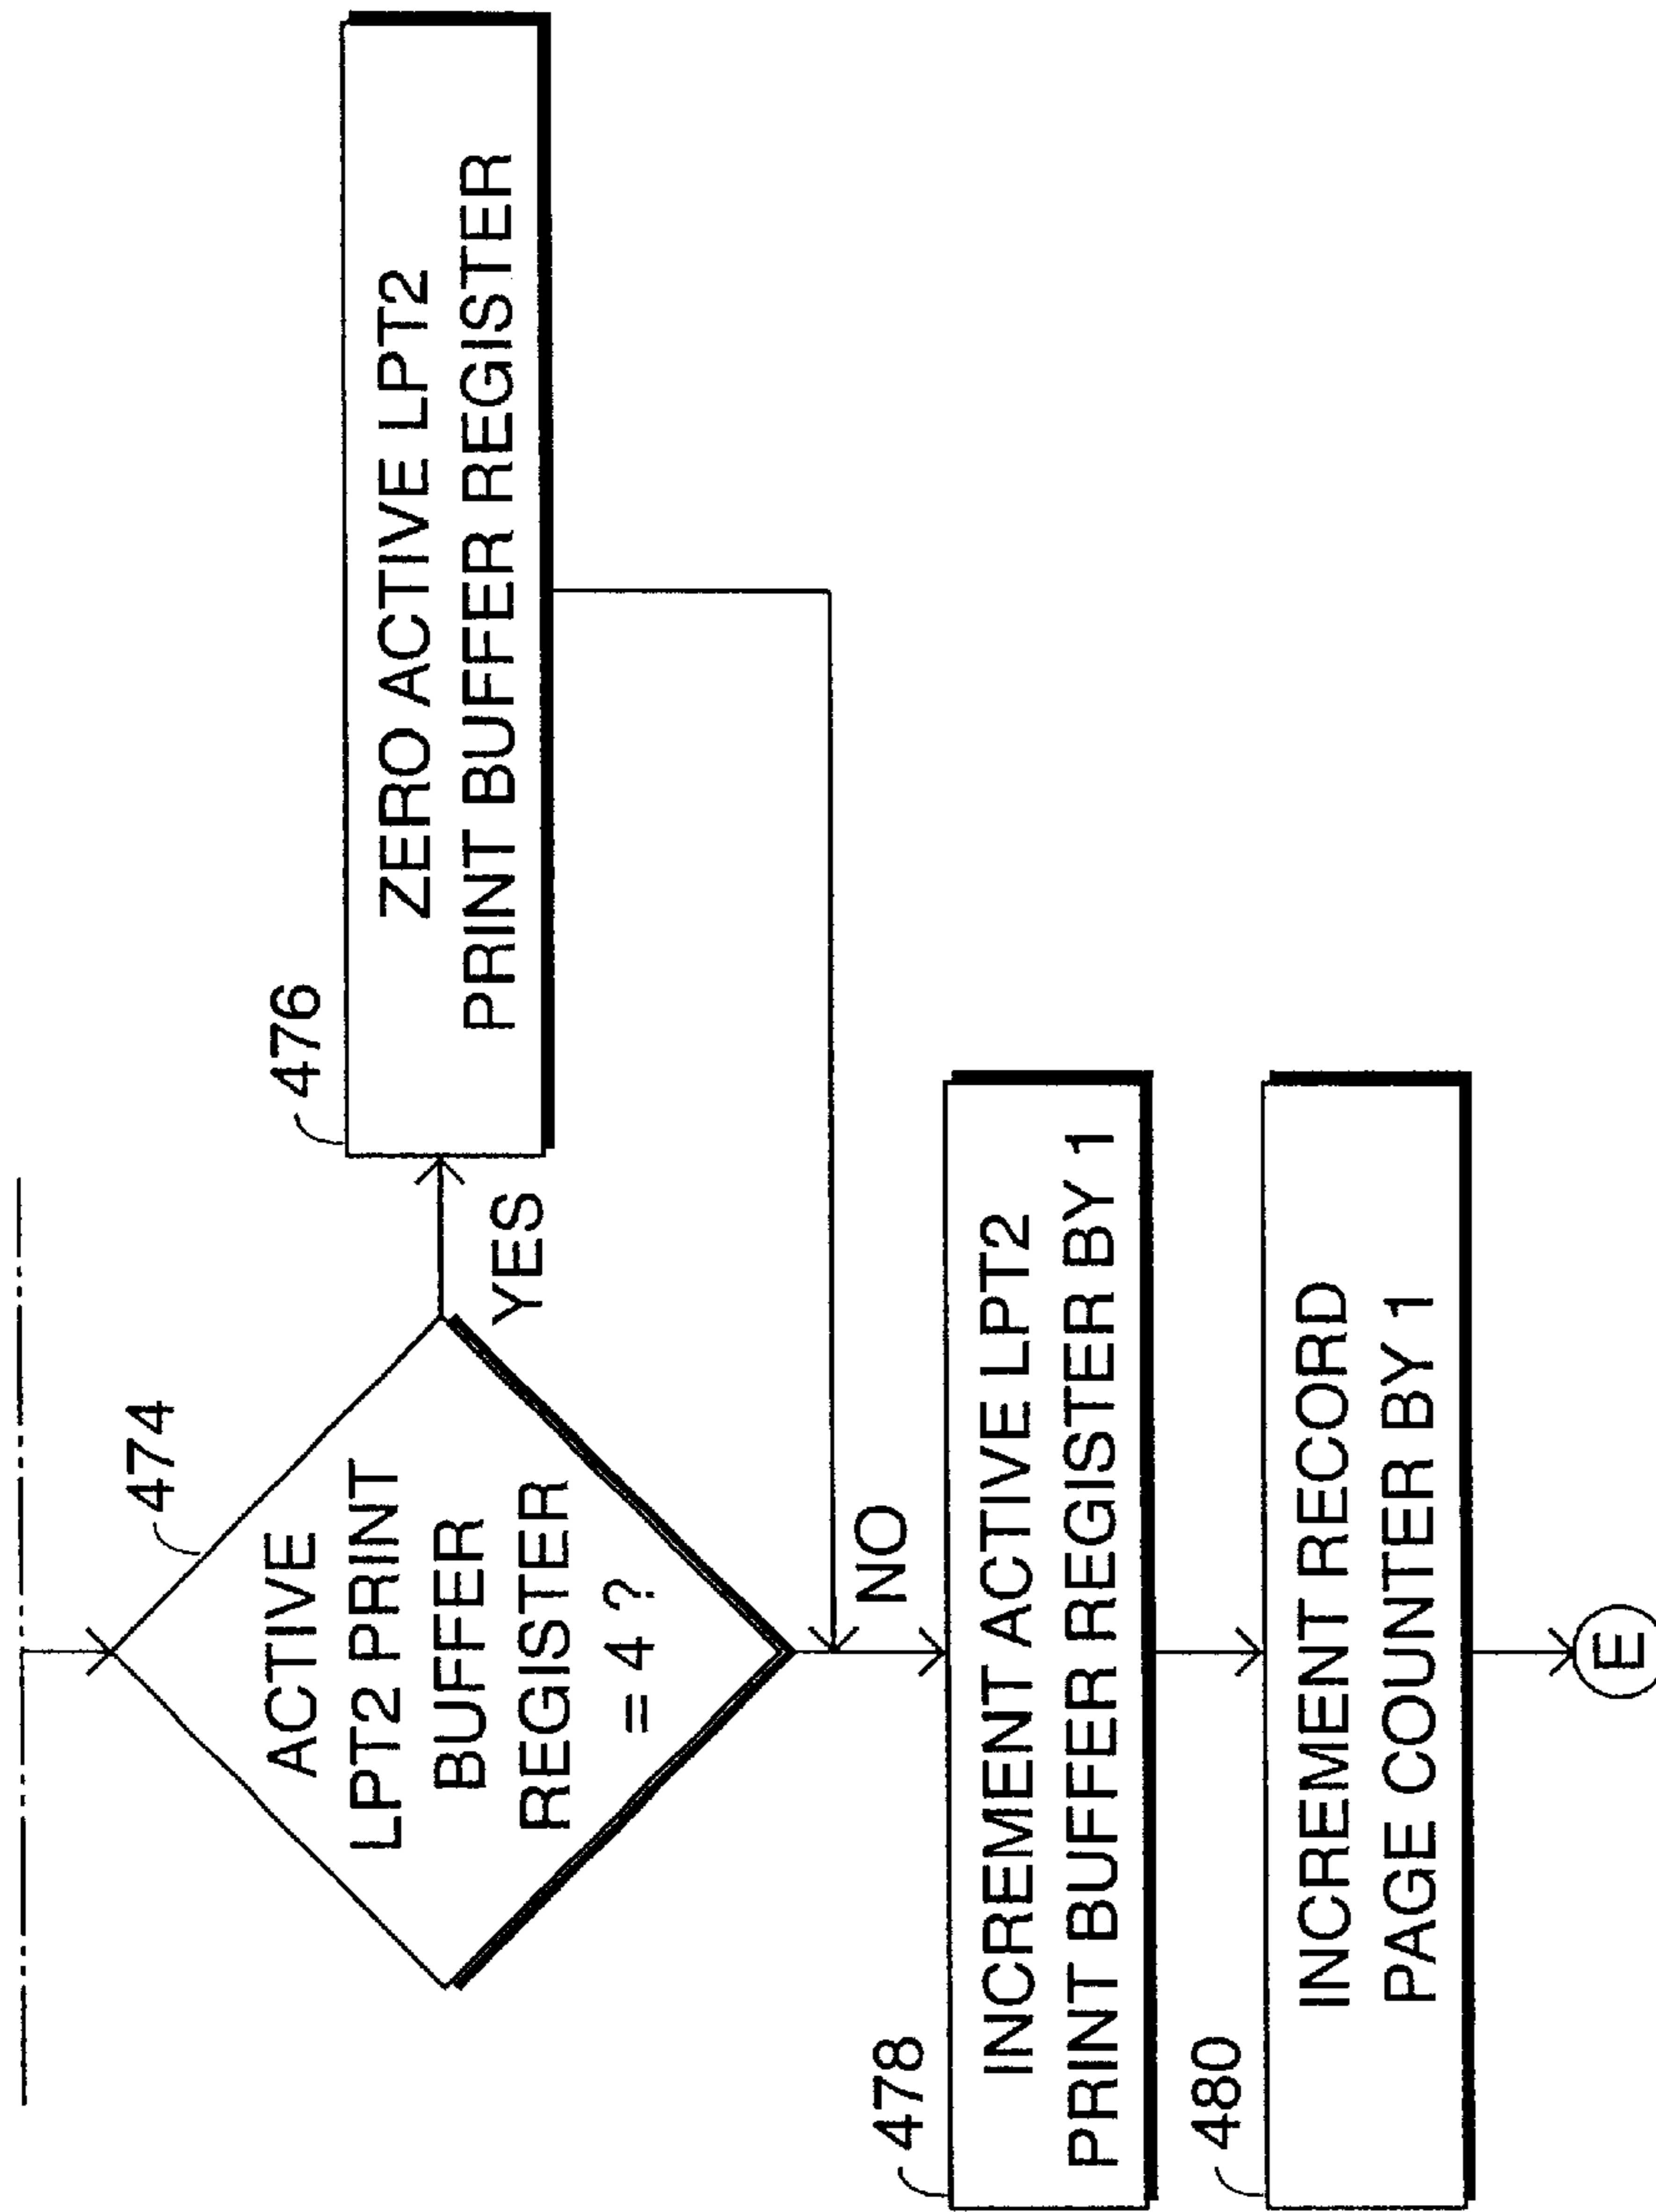 474
ACTIVE
LPT2 PRINT
BUFFER
REGISTER
= 4 ?
YES
476
ZERO ACTIVE LPT2
PRINT BUFFER REGISTER
NO
478
INCREMENT ACTIVE LPT2
PRINT BUFFER REGISTER BY 1
480
INCREMENT RECORD
PAGE COUNTER BY 1
E